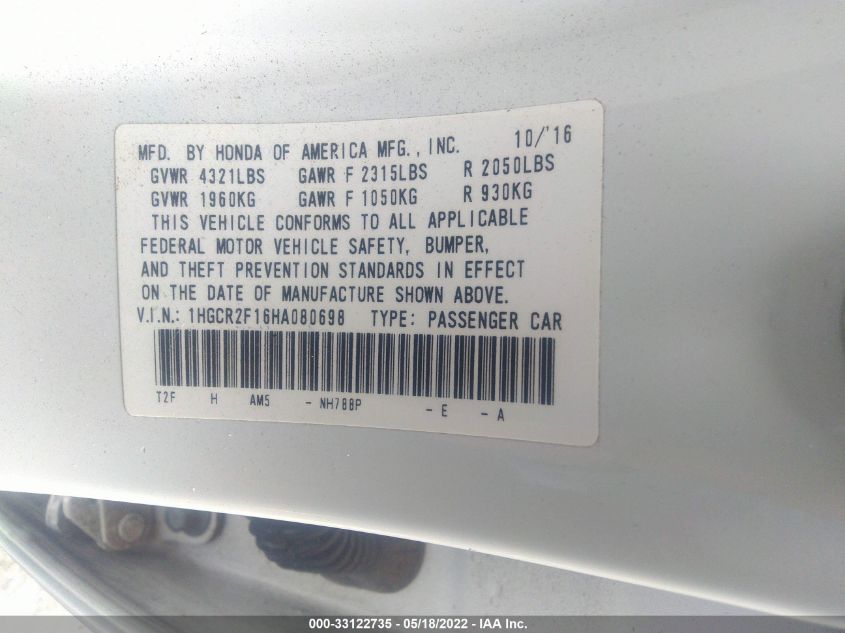 MFD. BY HONDA OF AMERICA MFG., INC. 10/'16
GVWR 4321LBS GAWR F 2315LBS R 2050LBS
GVWR 1960KG GAWR F 1050KG R 930KG
THIS VEHICLE CONFORMS TO ALL APPLICABLE
FEDERAL MOTOR VEHICLE SAFETY, BUMPER,
AND THEFT PREVENTION STANDARDS IN EFFECT
ON THE DATE OF MANUFACTURE SHOWN ABOVE.
V.I.N.: 1HGCR2F16HA080698 TYPE: PASSENGER CAR
T2F H AM5 - NH788P - E - A
000-33122735 - 05/18/2022 - IAA Inc.